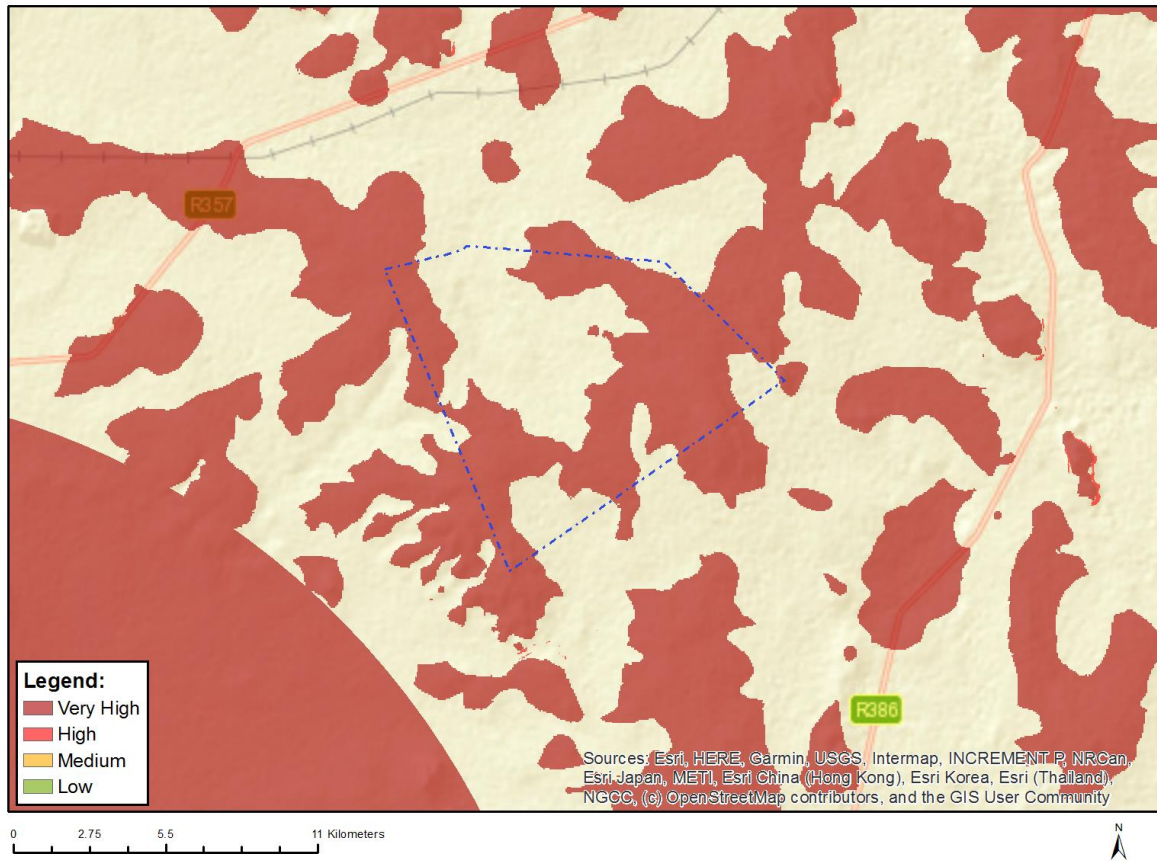 R357
R386
Legend:
Very High
High
Medium
Low
Sources: Esri, HERE, Garmin, USGS, Intermap, INCREMENT P, NRCan,
Esri Japan, METI, Esri China (Hong Kong), Esri Korea, Esri (Thailand),
NGCC, (c) OpenStreetMap contributors, and the GIS User Community
0 2.75 5.5 11 Kilometers
N